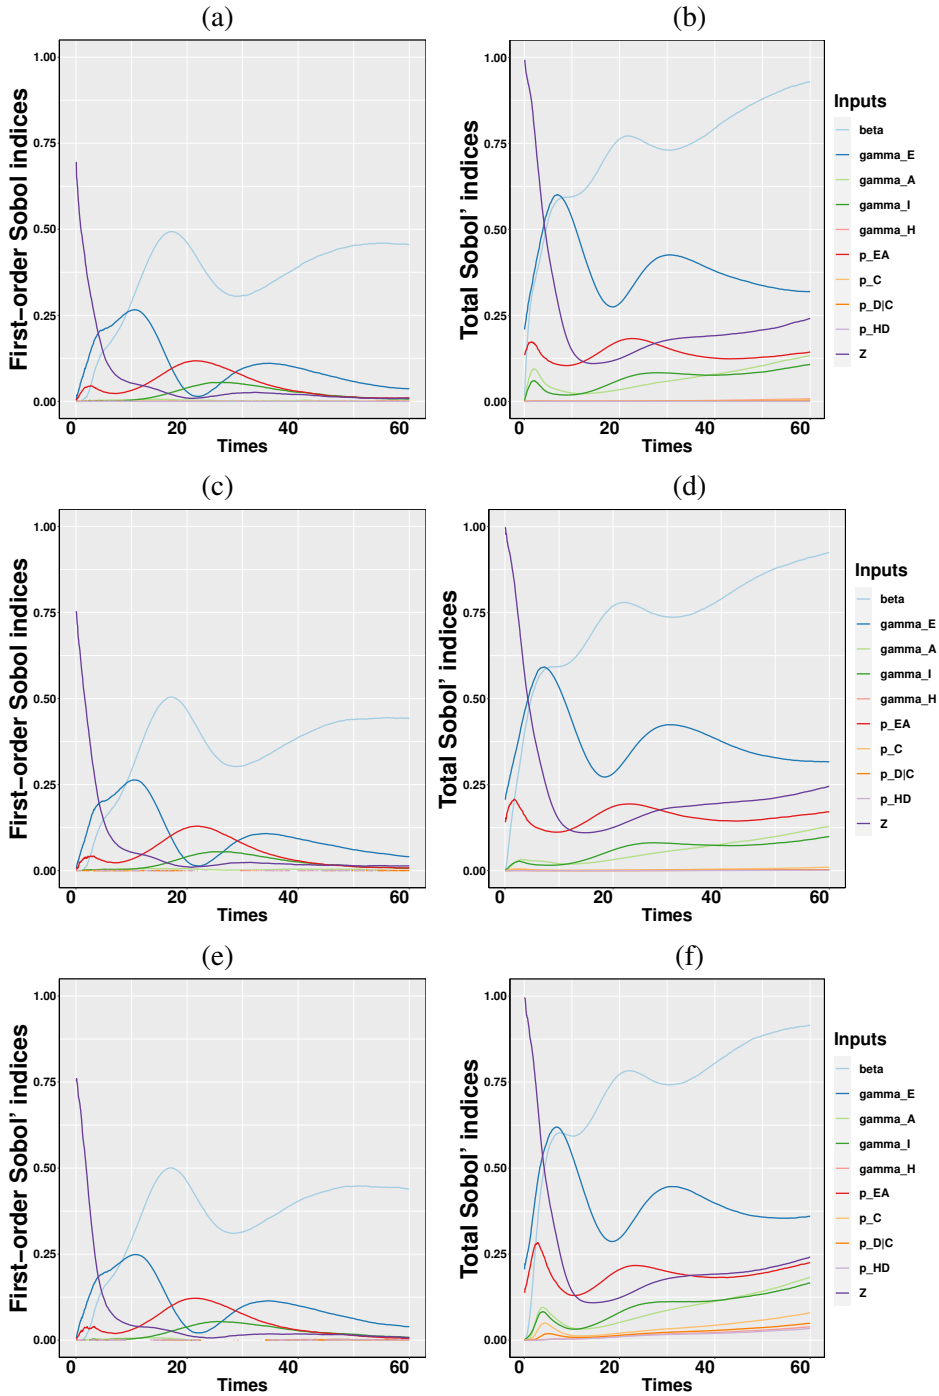 (a)
First-order Sobol indices
1.00
0.75
0.50
0.25
0.00
0
20
40
60
Times
(b)
Total Sobol' indices
1.00
0.75
0.50
0.25
0.00
0
20
40
60
Times
Inputs
beta
gamma_E
gamma_A
gamma_I
gamma_H
p_EA
p_C
p_D|C
p_HD
Z
(c)
First-order Sobol indices
1.00
0.75
0.50
0.25
0.00
0
20
40
60
Times
(d)
Total Sobol' indices
1.00
0.75
0.50
0.25
0.00
0
20
40
60
Times
Inputs
beta
gamma_E
gamma_A
gamma_I
gamma_H
p_EA
p_C
p_D|C
p_HD
Z
(e)
First-order Sobol' indices
1.00
0.75
0.50
0.25
0.00
0
20
40
60
Times
(f)
Total Sobol' indices
1.00
0.75
0.50
0.25
0.00
0
20
40
60
Times
Inputs
beta
gamma_E
gamma_A
gamma_I
gamma_H
p_EA
p_C
p_D|C
p_HD
Z